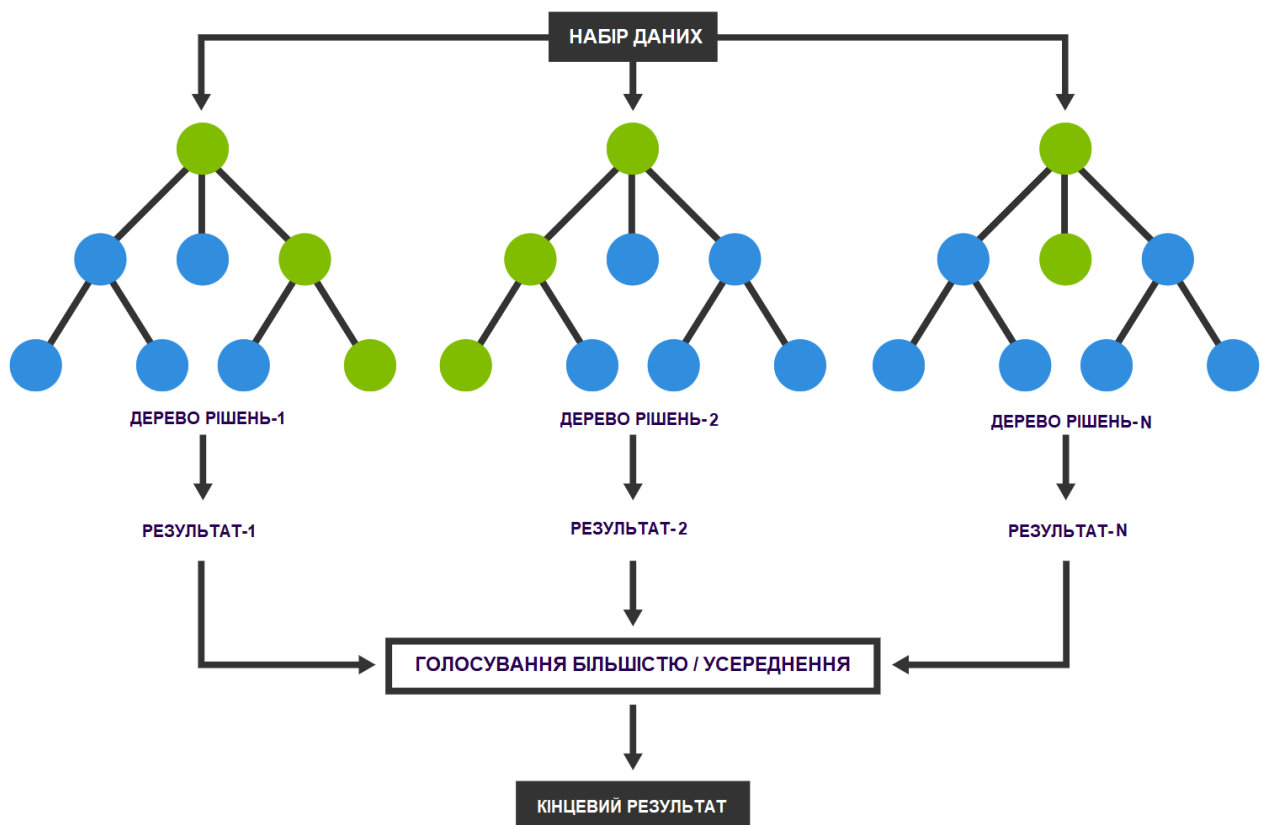 НАБІР ДАНИХ
ДЕРЕВО РІШЕНЬ-1
ДЕРЕВО РІШЕНЬ-2
ДЕРЕВО РІШЕНЬ-N
РЕЗУЛЬТАТ-1
РЕЗУЛЬТАТ-2
РЕЗУЛЬТАТ-N
ГОЛОСУВАННЯ БІЛЬШІСТЮ / УСЕРЕДНЕННЯ
КІНЦЕВИЙ РЕЗУЛЬТАТ